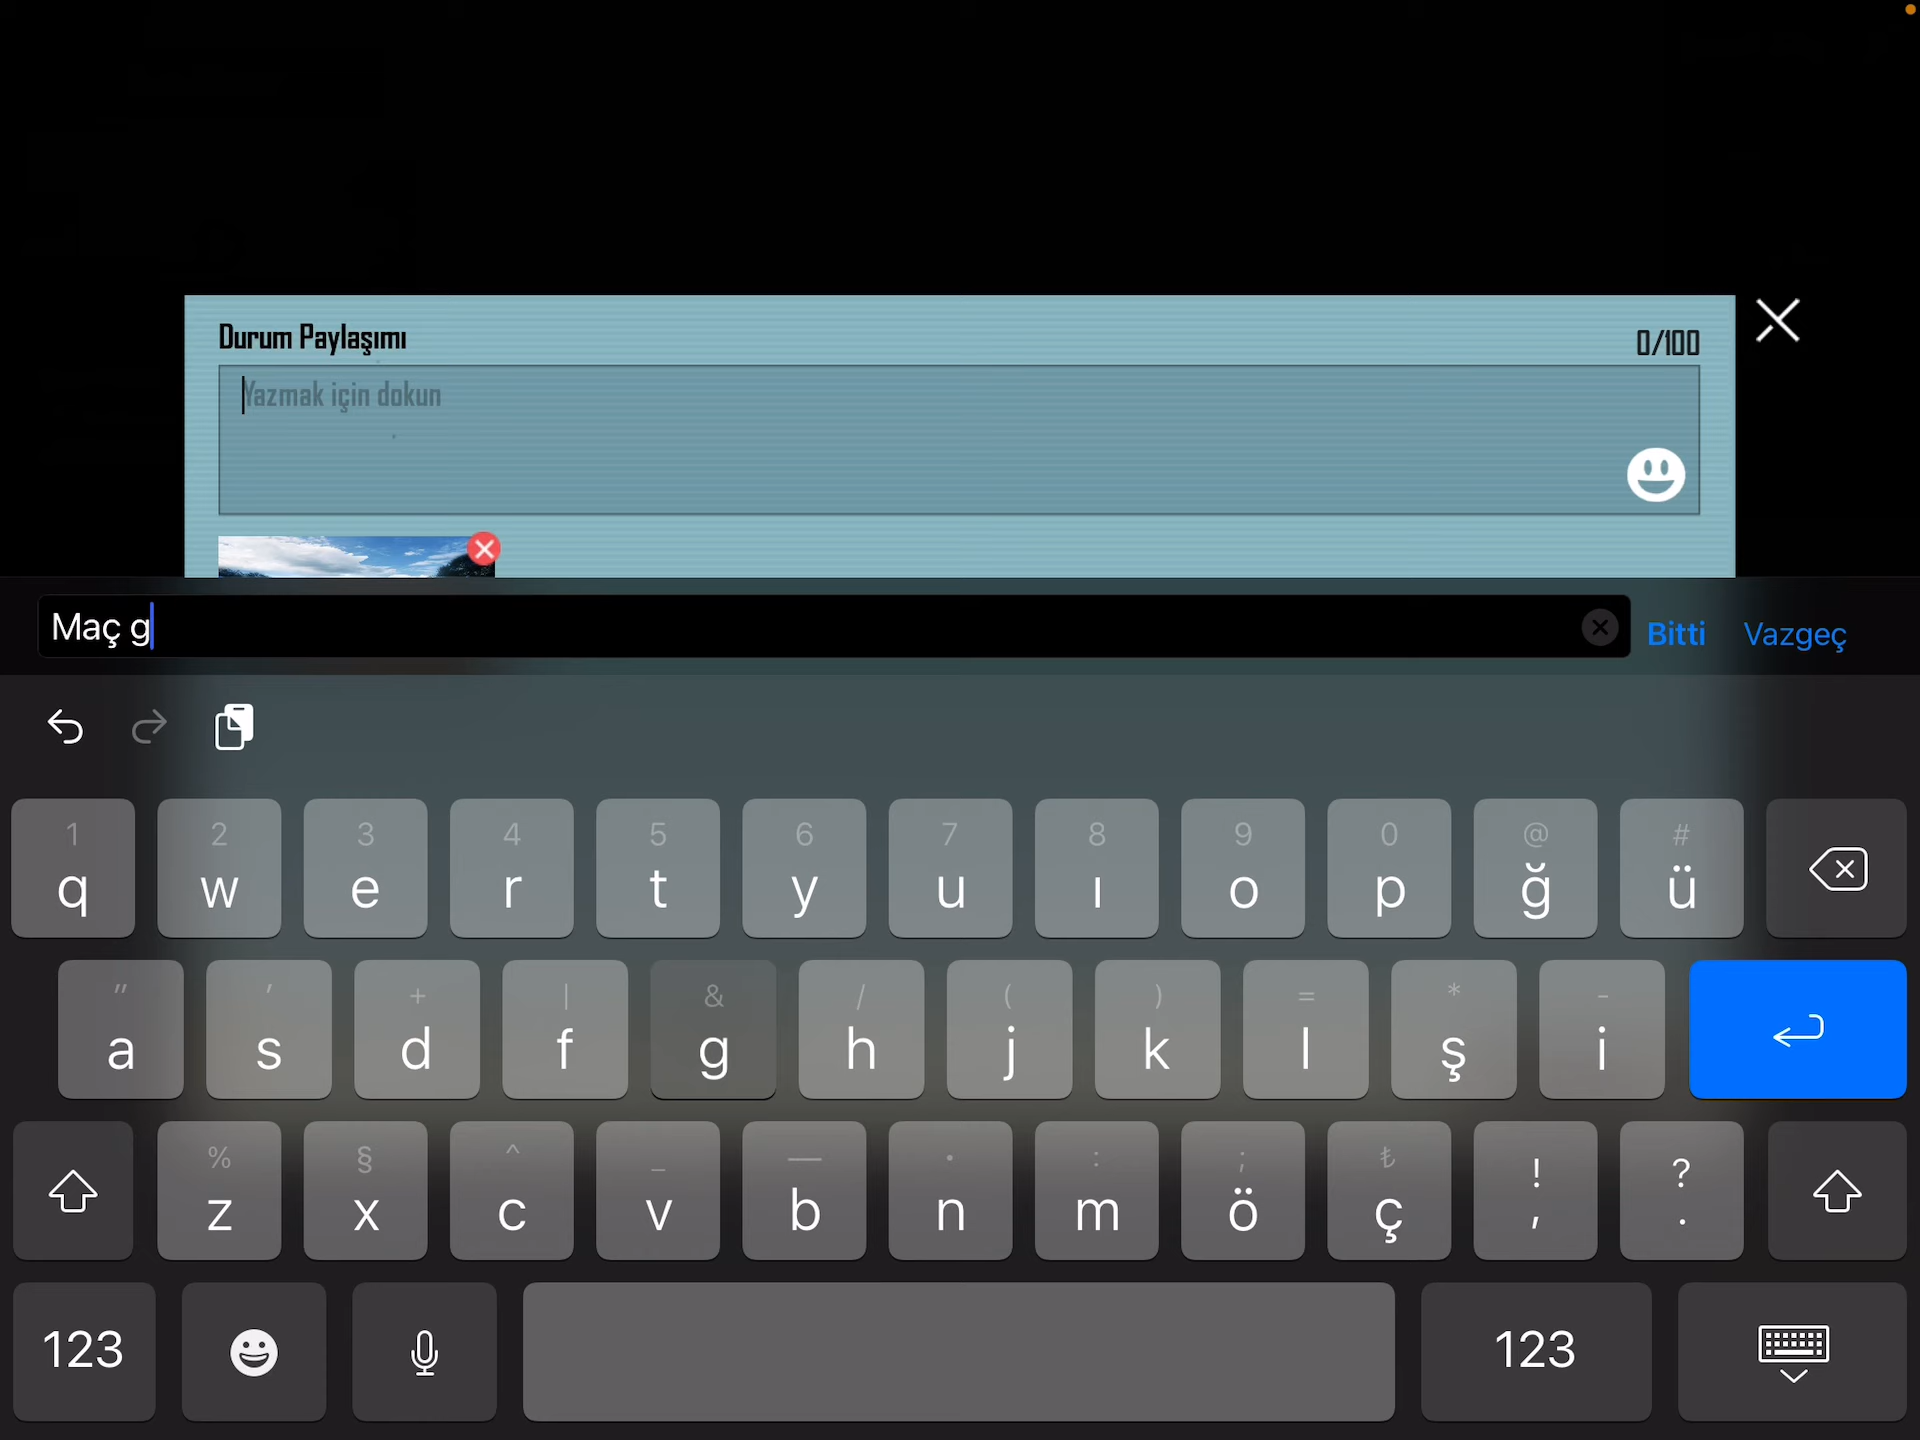 Durum Paylaşımı
0/100
Yazmak için dokun
Maç g
Bitti
Vazgeç
1 2 3 4 5 6 7 8 9 0 @ #
q w e r t y u ı o p ğ ü
" ' + | & / ( ) = * -
a s d f g h j k l ş i
% § ^ _ — • : ; ₺ ! ?
z x c v b n m ö ç , .
123
123